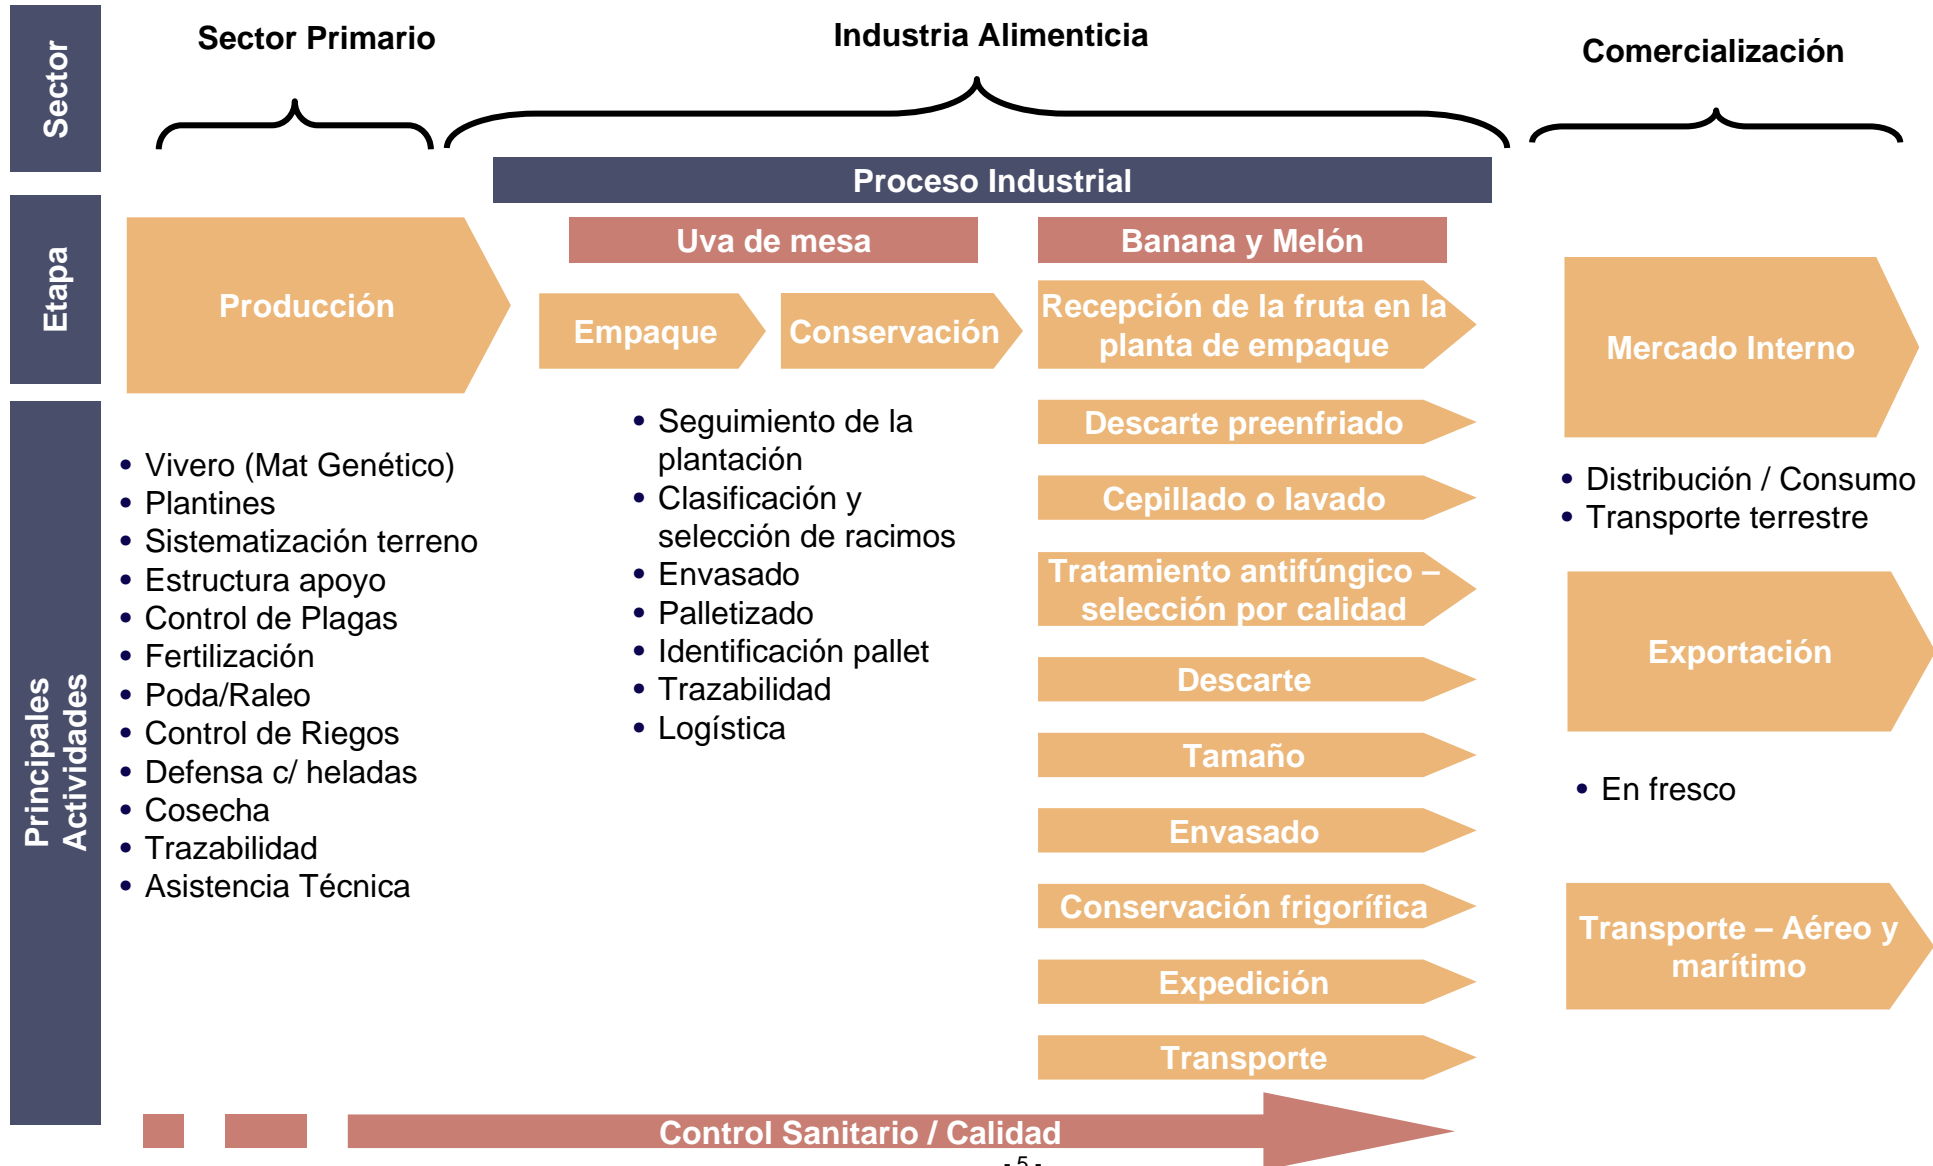 Sector
Sector Primario
Industria Alimenticia
Comercialización
Proceso Industrial
Etapa
Producción
Uva de mesa
Empaque
Conservación
Banana y Melón
Recepción de la fruta en la
planta de empaque
Mercado Interno
Principales
Actividades
• Vivero (Mat Genético)
• Plantines
• Sistematización terreno
• Estructura apoyo
• Control de Plagas
• Fertilización
• Poda/Raleo
• Control de Riegos
• Defensa c/ heladas
• Cosecha
• Trazabilidad
• Asistencia Técnica
• Seguimiento de la
plantación
• Clasificación y
selección de racimos
• Envasado
• Palletizado
• Identificación pallet
• Trazabilidad
• Logística
Descarte preenfriado
Cepillado o lavado
Tratamiento antifúngico –
selección por calidad
Descarte
Tamaño
Envasado
Conservación frigorífica
Expedición
Transporte
• Distribución / Consumo
• Transporte terrestre
Exportación
• En fresco
Transporte – Aéreo y
marítimo
Control Sanitario / Calidad
- 5 -